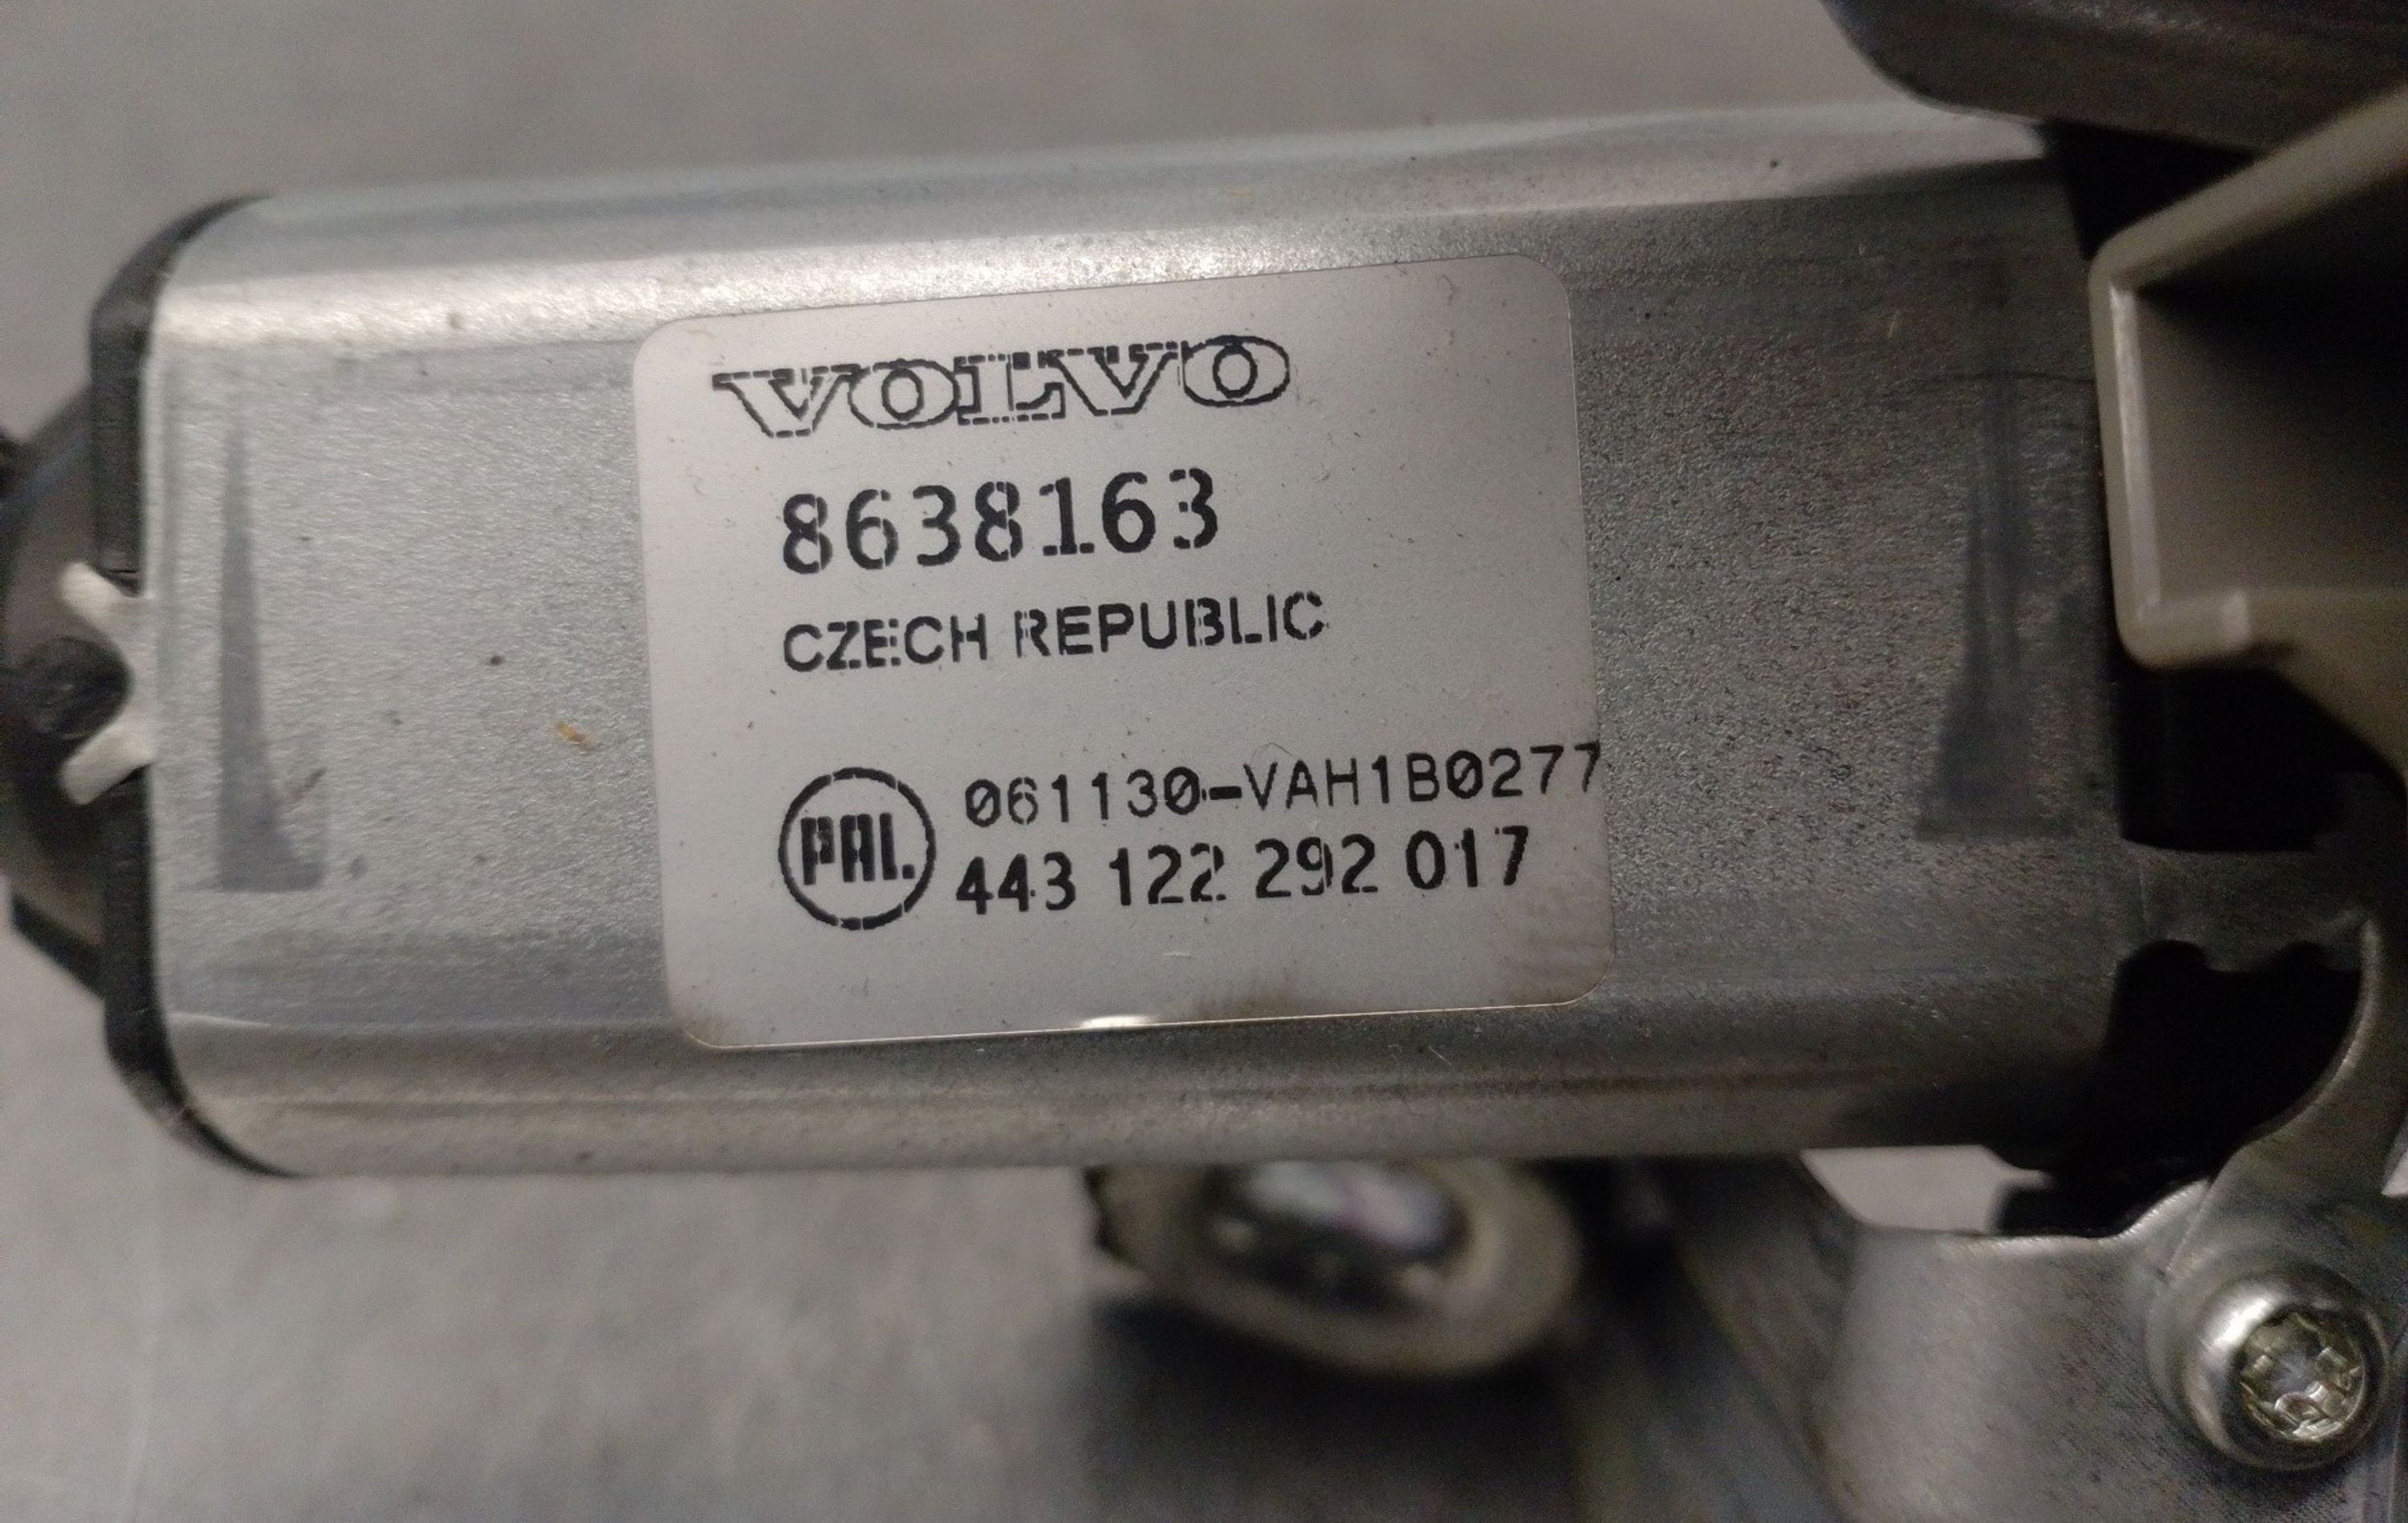 VOLVO
8638163
CZECH REPUBLIC
061130-VAH1B0277
PAL.
443 122 292 017